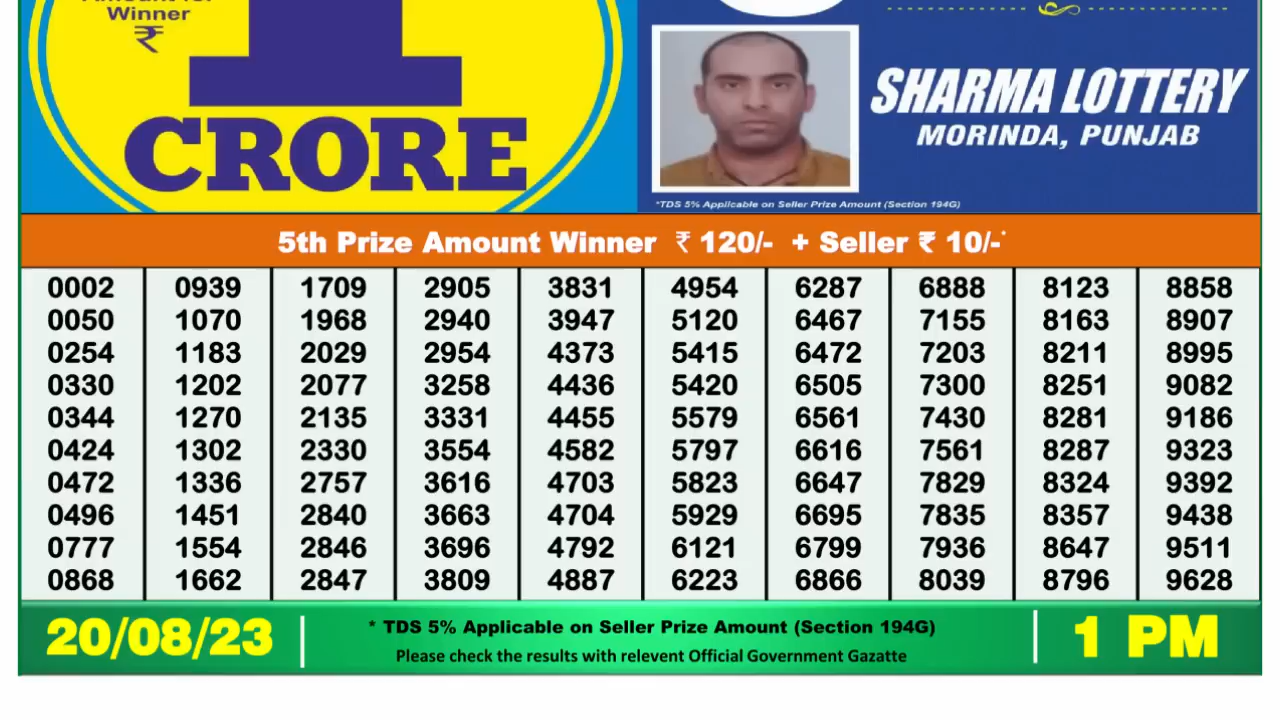 Amount for
Winner
₹
1
CRORE
SHARMA LOTTERY
MORINDA, PUNJAB
*TDS 5% Applicable on Seller Prize Amount (Section 194G)
5th Prize Amount Winner ₹ 120/- + Seller ₹ 10/-*
0002 0939 1709 2905 3831 4954 6287 6888 8123 8858
0050 1070 1968 2940 3947 5120 6467 7155 8163 8907
0254 1183 2029 2954 4373 5415 6472 7203 8211 8995
0330 1202 2077 3258 4436 5420 6505 7300 8251 9082
0344 1270 2135 3331 4455 5579 6561 7430 8281 9186
0424 1302 2330 3554 4582 5797 6616 7561 8287 9323
0472 1336 2757 3616 4703 5823 6647 7829 8324 9392
0496 1451 2840 3663 4704 5929 6695 7835 8357 9438
0777 1554 2846 3696 4792 6121 6799 7936 8647 9511
0868 1662 2847 3809 4887 6223 6866 8039 8796 9628
20/08/23
* TDS 5% Applicable on Seller Prize Amount (Section 194G)
Please check the results with relevent Official Government Gazatte
1 PM